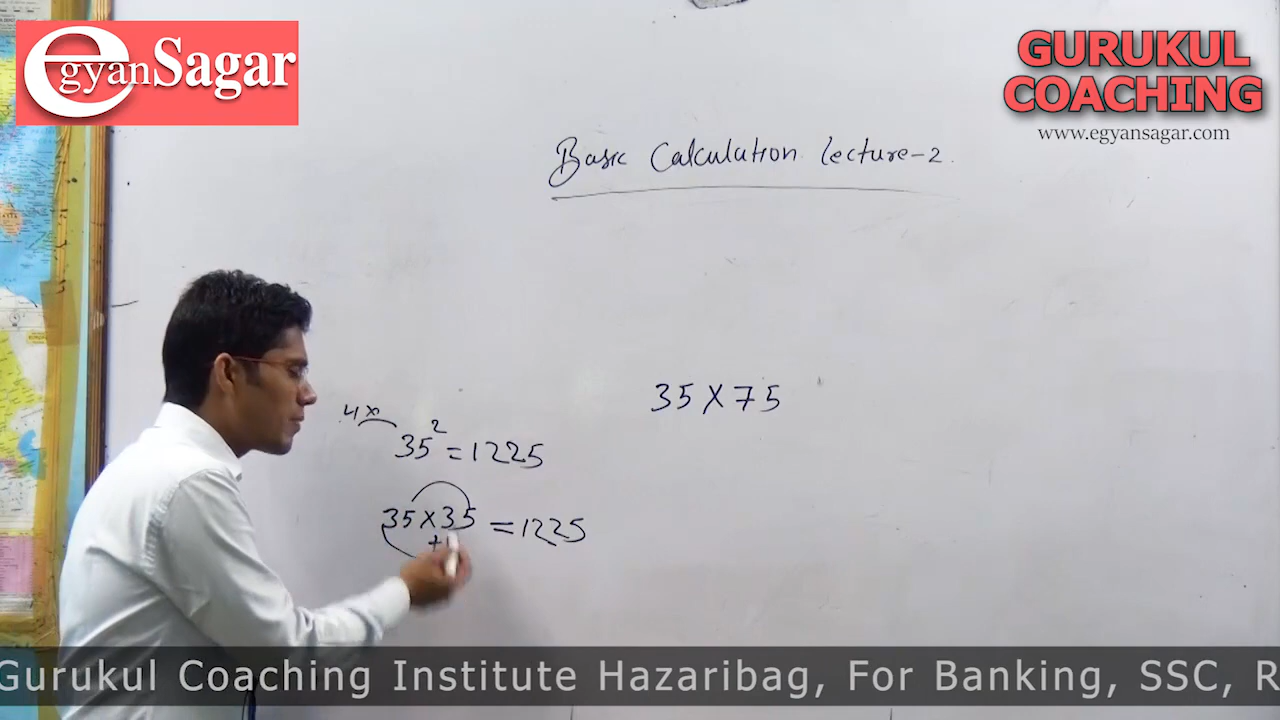 egyanSagar
GURUKUL
COACHING
www.egyansagar.com
Basic Calculation Lecture-2.
35 X 75
4 x
35² = 1225
35 x 35 = 1225
+1
Gurukul Coaching Institute Hazaribag, For Banking, SSC, R